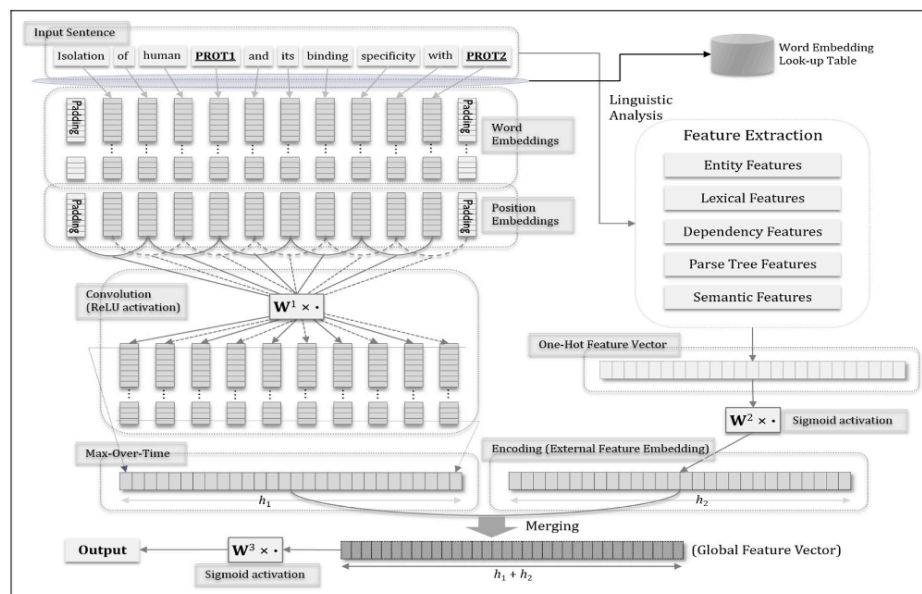 Input Sentence
Isolation of human PROT1 and its binding specificity with PROT2
Word Embedding
Look-up Table
Linguistic
Analysis
Padding
Padding
Word
Embeddings
Padding
Padding
Position
Embeddings
Feature Extraction
Entity Features
Lexical Features
Dependency Features
Parse Tree Features
Semantic Features
Convolution
(ReLU activation)
W¹ × ·
One-Hot Feature Vector
W² × ·
Sigmoid activation
Max-Over-Time
h₁
Encoding (External Feature Embedding)
h₂
Merging
Output
W³ × ·
Sigmoid activation
(Global Feature Vector)
h₁ + h₂